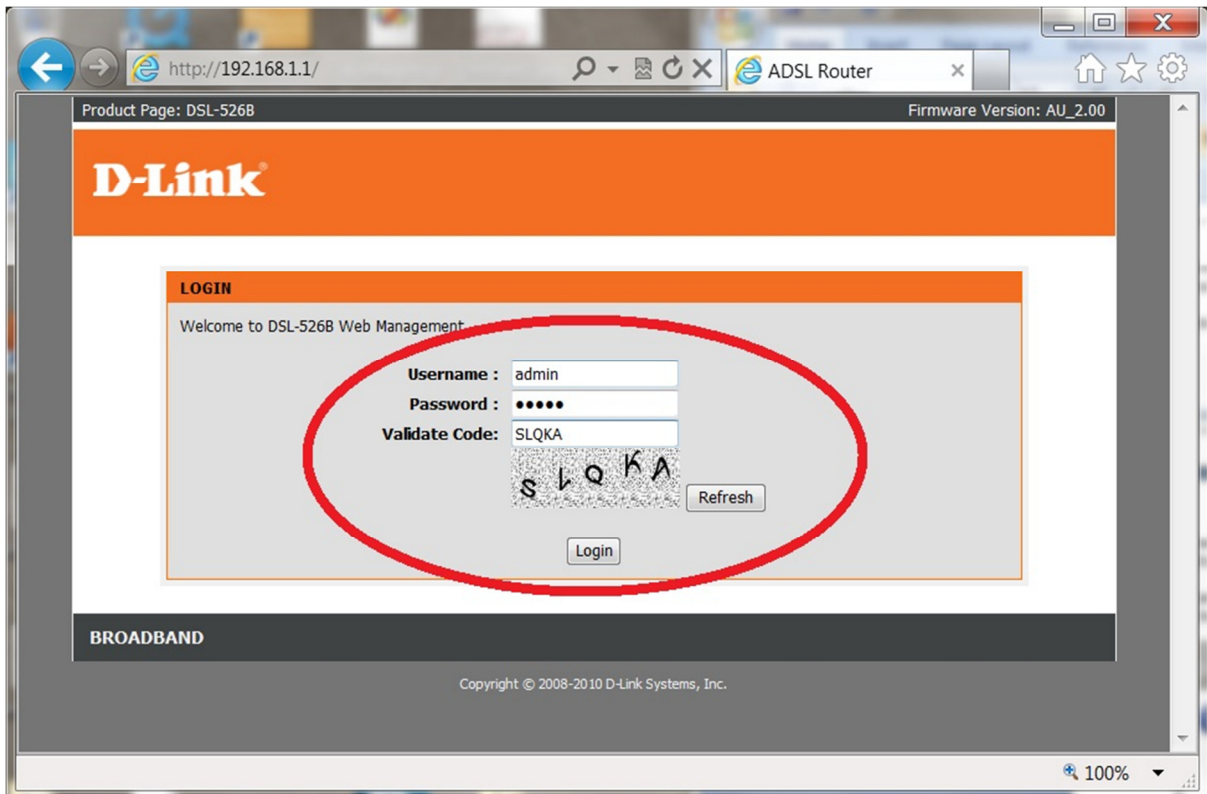 http://192.168.1.1/
ADSL Router
Product Page: DSL-526B
Firmware Version: AU_2.00
D-Link®
LOGIN
Welcome to DSL-526B Web Management
Username : admin
Password : •••••
Validate Code: SLQKA
SLQKA
Refresh
Login
BROADBAND
Copyright © 2008-2010 D-Link Systems, Inc.
100%